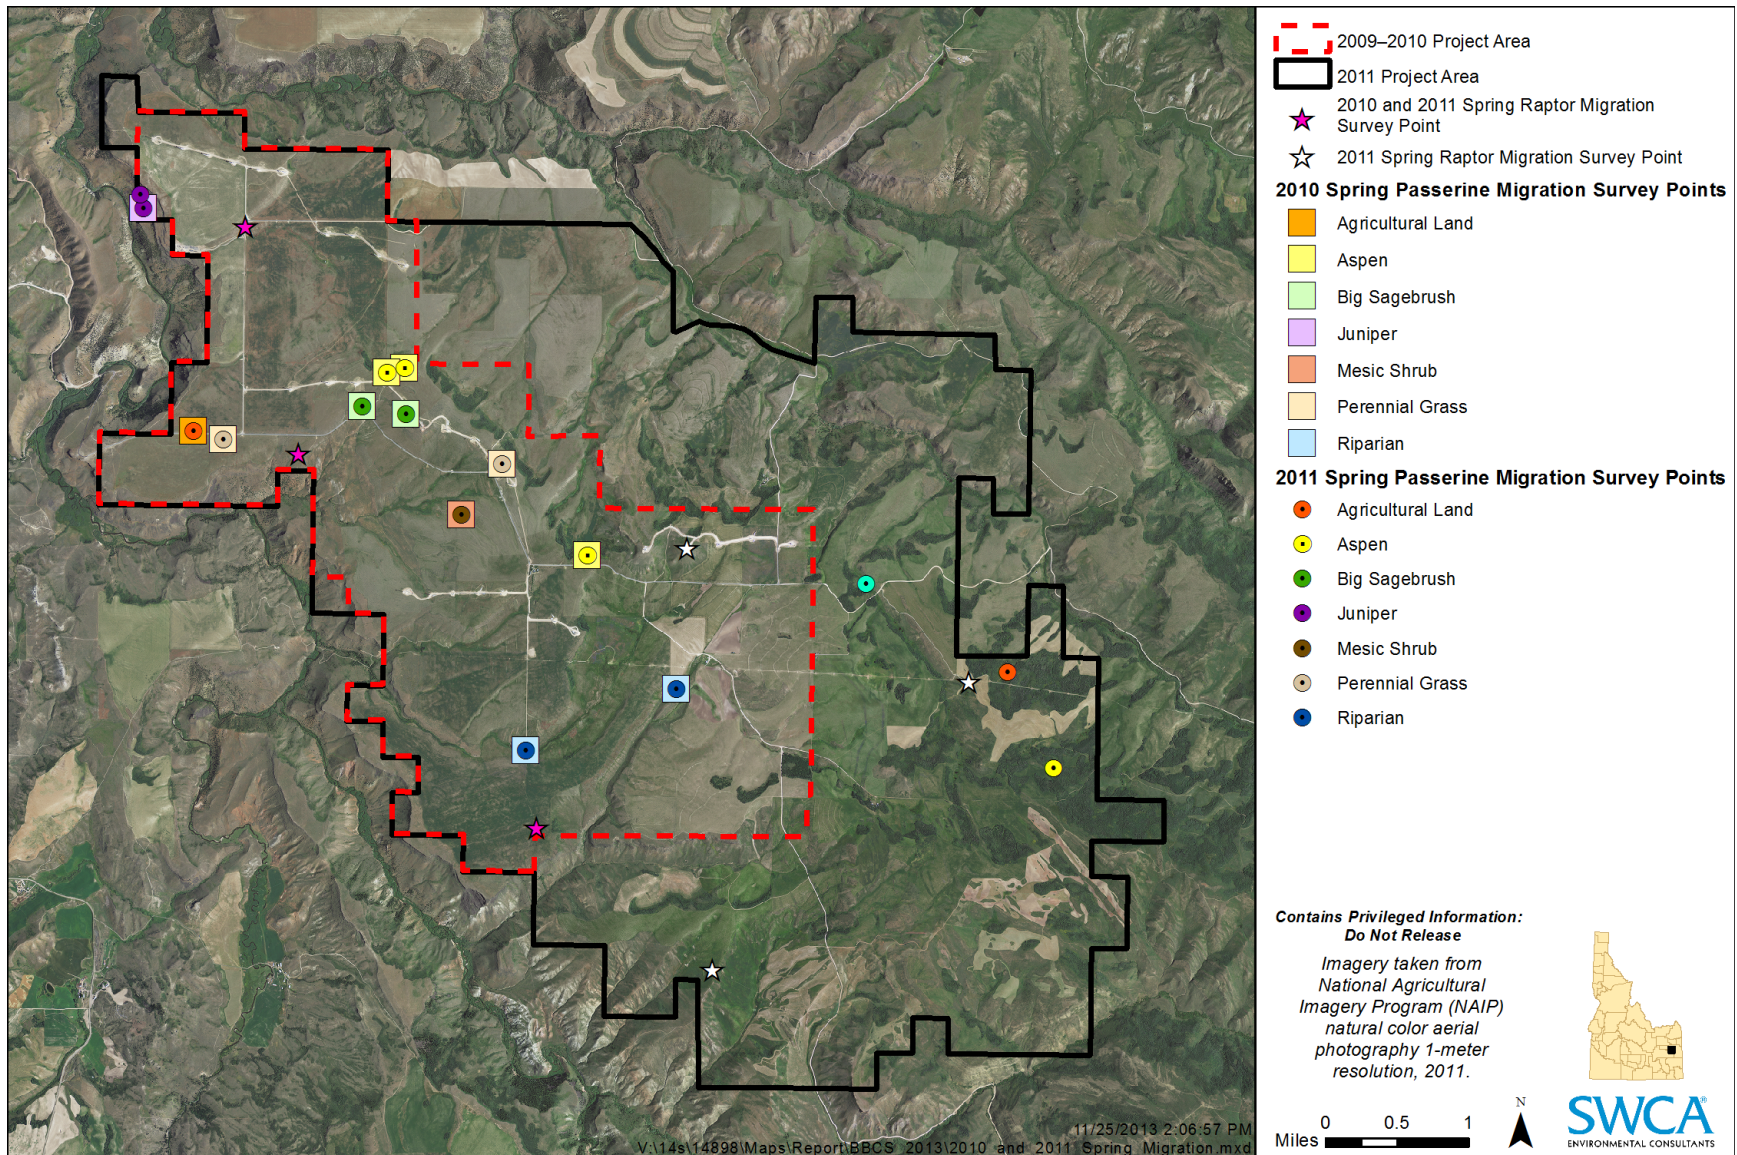 2009–2010 Project Area
2011 Project Area
2010 and 2011 Spring Raptor Migration
Survey Point
2011 Spring Raptor Migration Survey Point
2010 Spring Passerine Migration Survey Points
Agricultural Land
Aspen
Big Sagebrush
Juniper
Mesic Shrub
Perennial Grass
Riparian
2011 Spring Passerine Migration Survey Points
Agricultural Land
Aspen
Big Sagebrush
Juniper
Mesic Shrub
Perennial Grass
Riparian
Contains Privileged Information:
Do Not Release
Imagery taken from
National Agricultural
Imagery Program (NAIP)
natural color aerial
photography 1-meter
resolution, 2011.
N
0 0.5 1
Miles
SWCA®
ENVIRONMENTAL CONSULTANTS
11/25/2013 2:06:57 PM
V:\14s\14898\Maps\Report\BBCS_2013\2010_and_2011_Spring_Migration.mxd